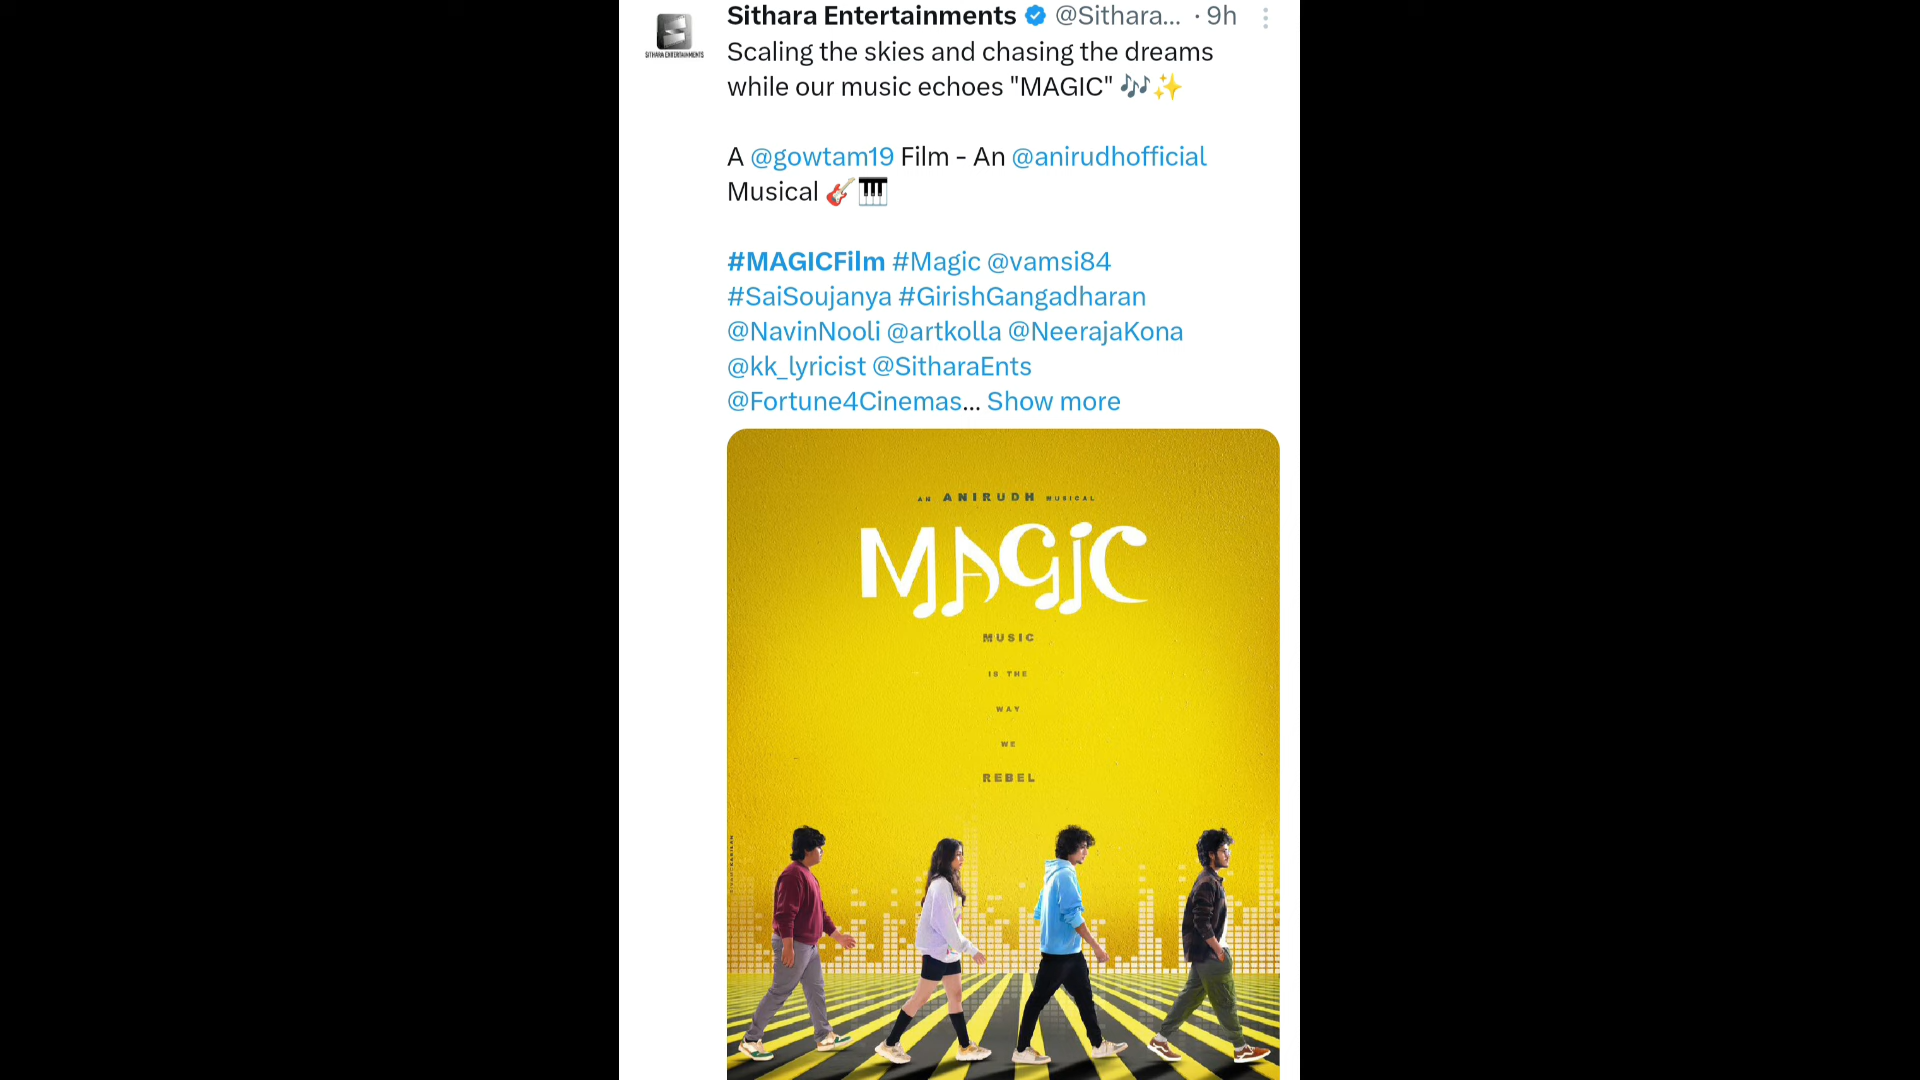 Sithara Entertainments @Sithara... · 9h
SITHARA ENTERTAINMENTS
Scaling the skies and chasing the dreams
while our music echoes "MAGIC" 🎶✨
A @gowtam19 Film - An @anirudhofficial
Musical 🎸🎹
#MAGICFilm #Magic @vamsi84
#SaiSoujanya #GirishGangadharan
@NavinNooli @artkolla @NeerajaKona
@kk_lyricist @SitharaEnts
@Fortune4Cinemas... Show more
AN ANIRUDH MUSICAL
MAGiC
MUSIC
IS THE
WAY
WE
REBEL